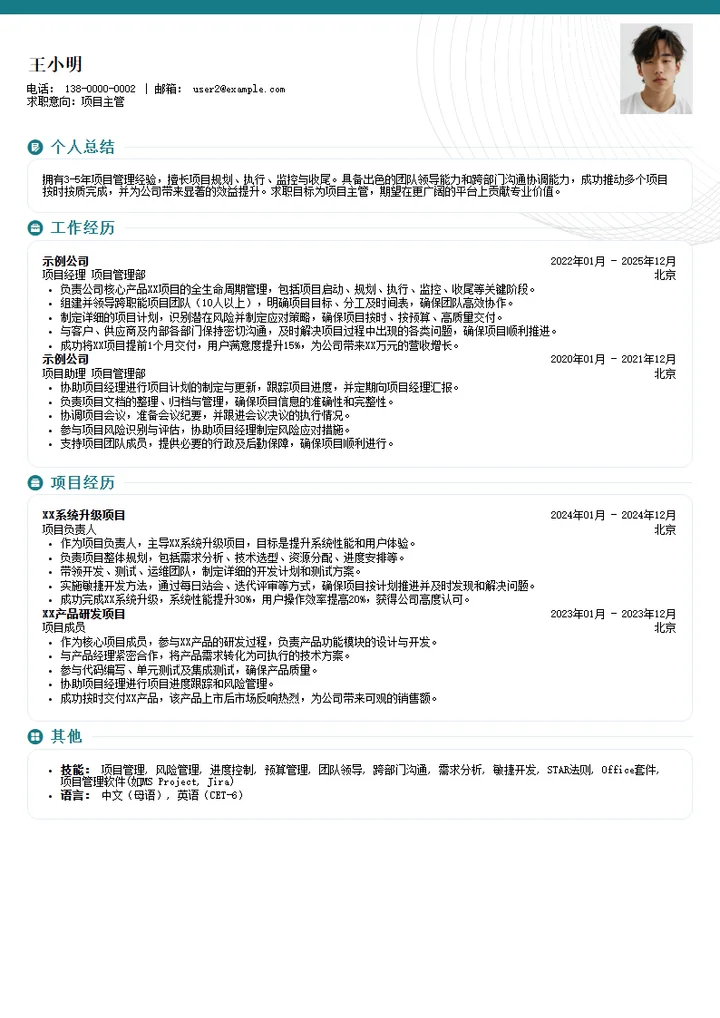 王小明
电话： 138-0000-0002 | 邮箱： user2@example.com
求职意向：项目主管
个人总结
拥有3-5年项目管理经验，擅长项目规划、执行、监控与收尾。具备出色的团队领导能力和跨部门沟通协调能力，成功推动多个项目
按时按质完成，并为公司带来显著的效益提升。求职目标为项目主管，期望在更广阔的平台上贡献专业价值。
工作经历
示例公司 2022年01月 - 2025年12月
项目经理 项目管理部 北京
• 负责公司核心产品XX项目的全生命周期管理，包括项目启动、规划、执行、监控、收尾等关键阶段。
• 组建并领导跨职能项目团队（10人以上），明确项目目标、分工及时间表，确保团队高效协作。
• 制定详细的项目计划，识别潜在风险并制定应对策略，确保项目按时、按预算、高质量交付。
• 与客户、供应商及内部各部门保持密切沟通，及时解决项目过程中出现的各类问题，确保项目顺利推进。
• 成功将XX项目提前1个月交付，用户满意度提升15%，为公司带来XX万元的营收增长。
示例公司 2020年01月 - 2021年12月
项目助理 项目管理部 北京
• 协助项目经理进行项目计划的制定与更新，跟踪项目进度，并定期向项目经理汇报。
• 负责项目文档的整理、归档与管理，确保项目信息的准确性和完整性。
• 协调项目会议，准备会议纪要，并跟进会议决议的执行情况。
• 参与项目风险识别与评估，协助项目经理制定风险应对措施。
• 支持项目团队成员，提供必要的行政及后勤保障，确保项目顺利进行。
项目经历
XX系统升级项目 2024年01月 - 2024年12月
项目负责人 北京
• 作为项目负责人，主导XX系统升级项目，目标是提升系统性能和用户体验。
• 负责项目整体规划，包括需求分析、技术选型、资源分配、进度安排等。
• 带领开发、测试、运维团队，制定详细的开发计划和测试方案。
• 实施敏捷开发方法，通过每日站会、迭代评审等方式，确保项目按计划推进并及时发现和解决问题。
• 成功完成XX系统升级，系统性能提升30%，用户操作效率提高20%，获得公司高度认可。
XX产品研发项目 2023年01月 - 2023年12月
项目成员 北京
• 作为核心项目成员，参与XX产品的研发过程，负责产品功能模块的设计与开发。
• 与产品经理紧密合作，将产品需求转化为可执行的技术方案。
• 参与代码编写、单元测试及集成测试，确保产品质量。
• 协助项目经理进行项目进度跟踪和风险管理。
• 成功按时交付XX产品，该产品上市后市场反响热烈，为公司带来可观的销售额。
其他
• 技能： 项目管理, 风险管理, 进度控制, 预算管理, 团队领导, 跨部门沟通, 需求分析, 敏捷开发, STAR法则, Office套件,
项目管理软件(如MS Project, Jira)
• 语言： 中文（母语）, 英语（CET-6）